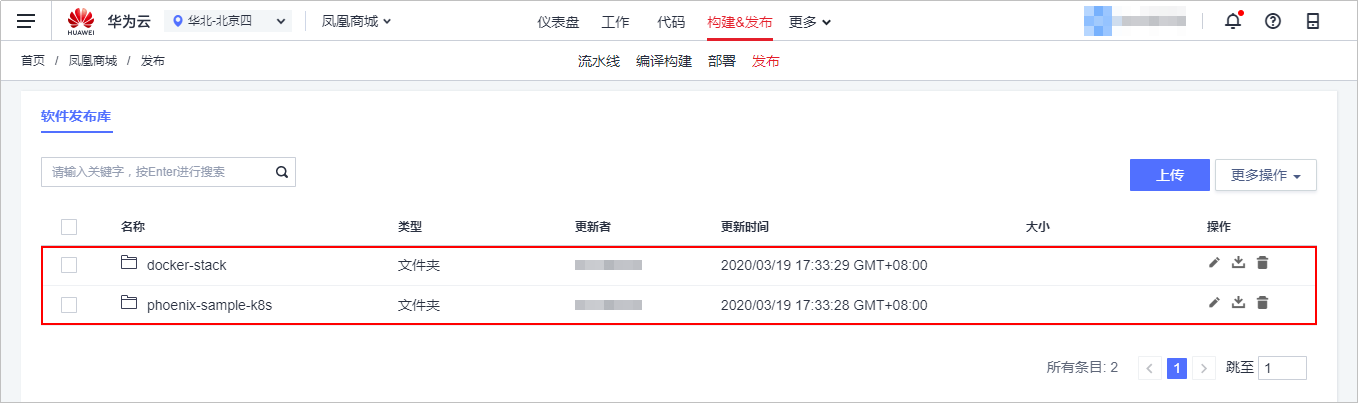 HUAWEI 华为云 华北-北京四 凤凰商城 仪表盘 工作 代码 构建&发布 更多
首页 / 凤凰商城 / 发布 流水线 编译构建 部署 发布
软件发布库
请输入关键字，按Enter进行搜索 上传 更多操作
名称 类型 更新者 更新时间 大小 操作
docker-stack 文件夹 2020/03/19 17:33:29 GMT+08:00
phoenix-sample-k8s 文件夹 2020/03/19 17:33:28 GMT+08:00
所有条目: 2 < 1 > 跳至 1